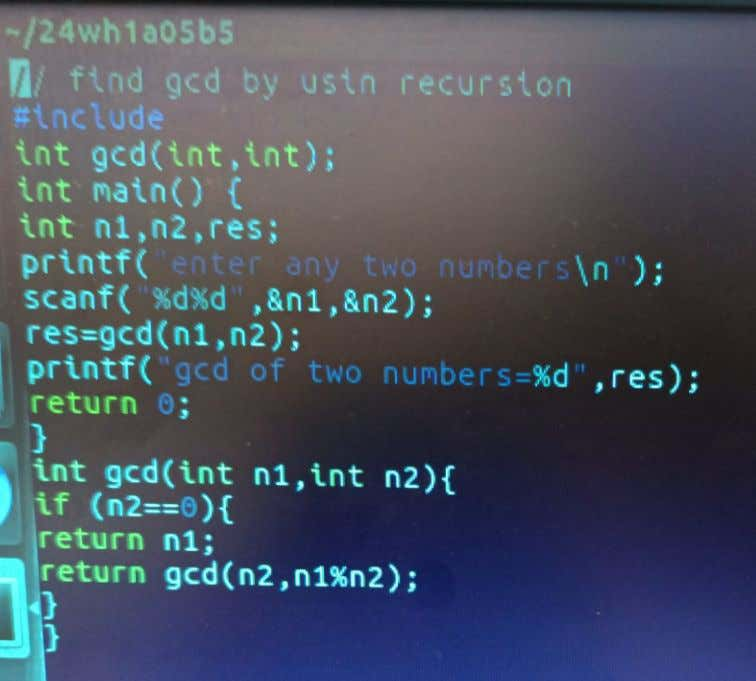 ~/24wh1a05b5
// find gcd by usin recursion
#include
int gcd(int,int);
int main() {
int n1,n2,res;
printf("enter any two numbers\n");
scanf("%d%d",&n1,&n2);
res=gcd(n1,n2);
printf("gcd of two numbers=%d",res);
return 0;
}
int gcd(int n1,int n2){
if (n2==0){
return n1;
return gcd(n2,n1%n2);
}
}